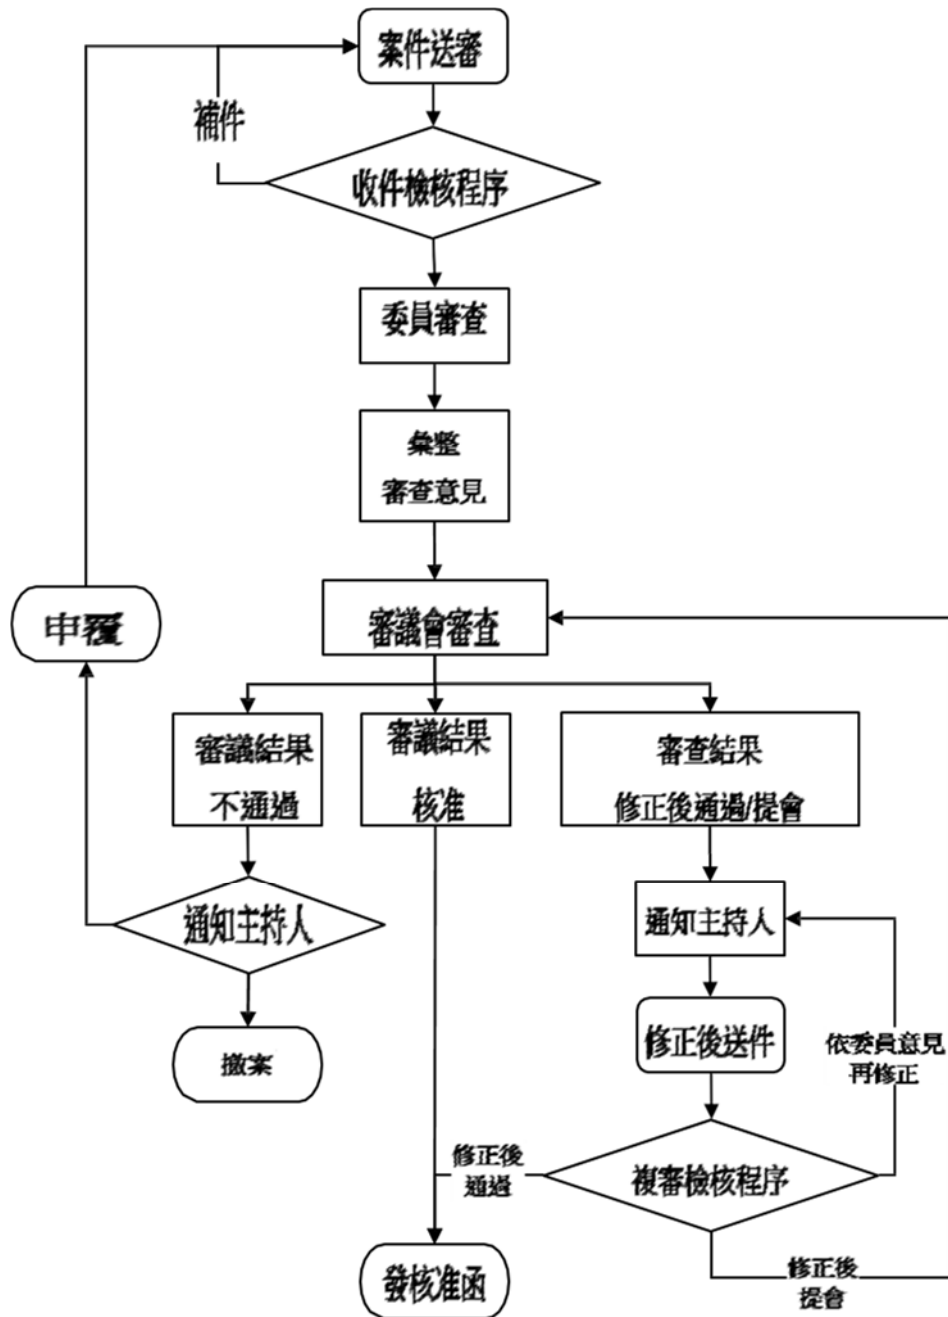 案件送審
補件
收件檢核程序
委員審查
彙整
審查意見
申覆
審議會審查
審議結果
不通過
審議結果
核准
審查結果
修正後通過/提會
通知主持人
通知主持人
撤案
修正後送件
依委員意見
再修正
修正後
通過
複審檢核程序
發核准函
修正後
提會